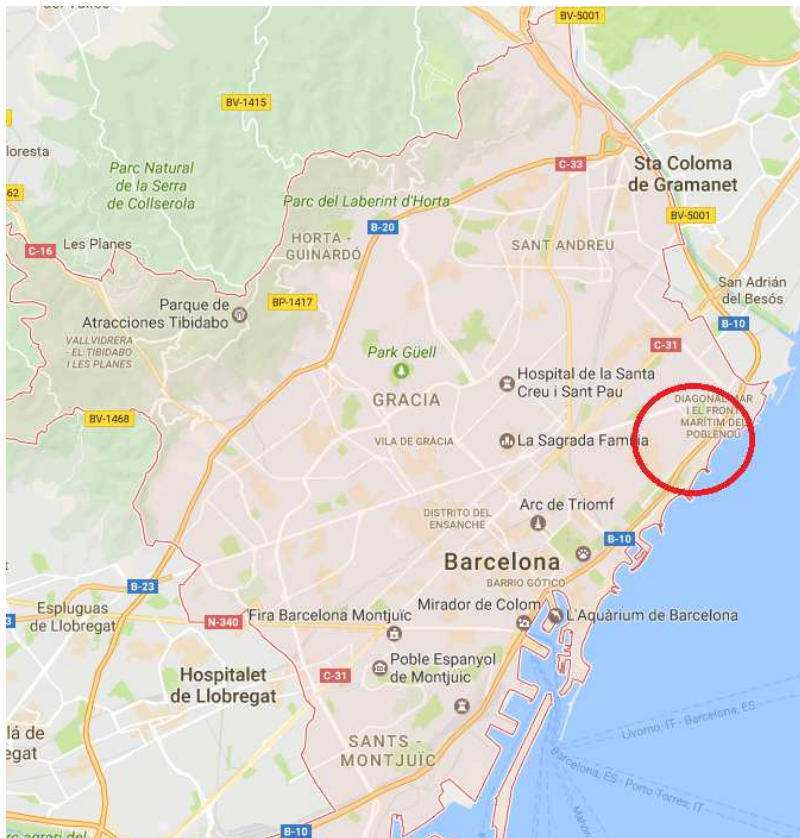 BV-5001
BV-1415
loresta
Parc Natural
de la Serra
de Collserola
C-33
Sta Coloma
de Gramanet
62
Parc del Laberint d'Horta
BV-5001
B-20
HORTA -
GUINARDÓ
SANT ANDREU
C-16
Les Planes
San Adrián
del Besós
Parque de
Atracciones Tibidabo
BP-1417
B-10
VALLVIDRERA
- EL TIBIDABO
I LES PLANES
C-31
Park Güell
Hospital de la Santa
Creu i Sant Pau
GRACIA
DIAGONAL MAR
I EL FRONT
MARÍTIM DEL
POBLENOU
BV-1468
VILA DE GRÀCIA
La Sagrada Familia
DISTRITO DEL
ENSANCHE
Arc de Triomf
B-10
Barcelona
BARRIO GÓTICO
B-23
Espluguas
de Llobregat
3
N-340
Fira Barcelona Montjuïc
Mirador de Colom
L'Aquàrium de Barcelona
Hospitalet
de Llobregat
C-31
Poble Espanyol
de Montjuïc
lá de
egat
SANTS -
MONTJUÏC
Livorno, IT - Barcelona, ES
Barcelona, ES - Porto Torres, IT
B-10